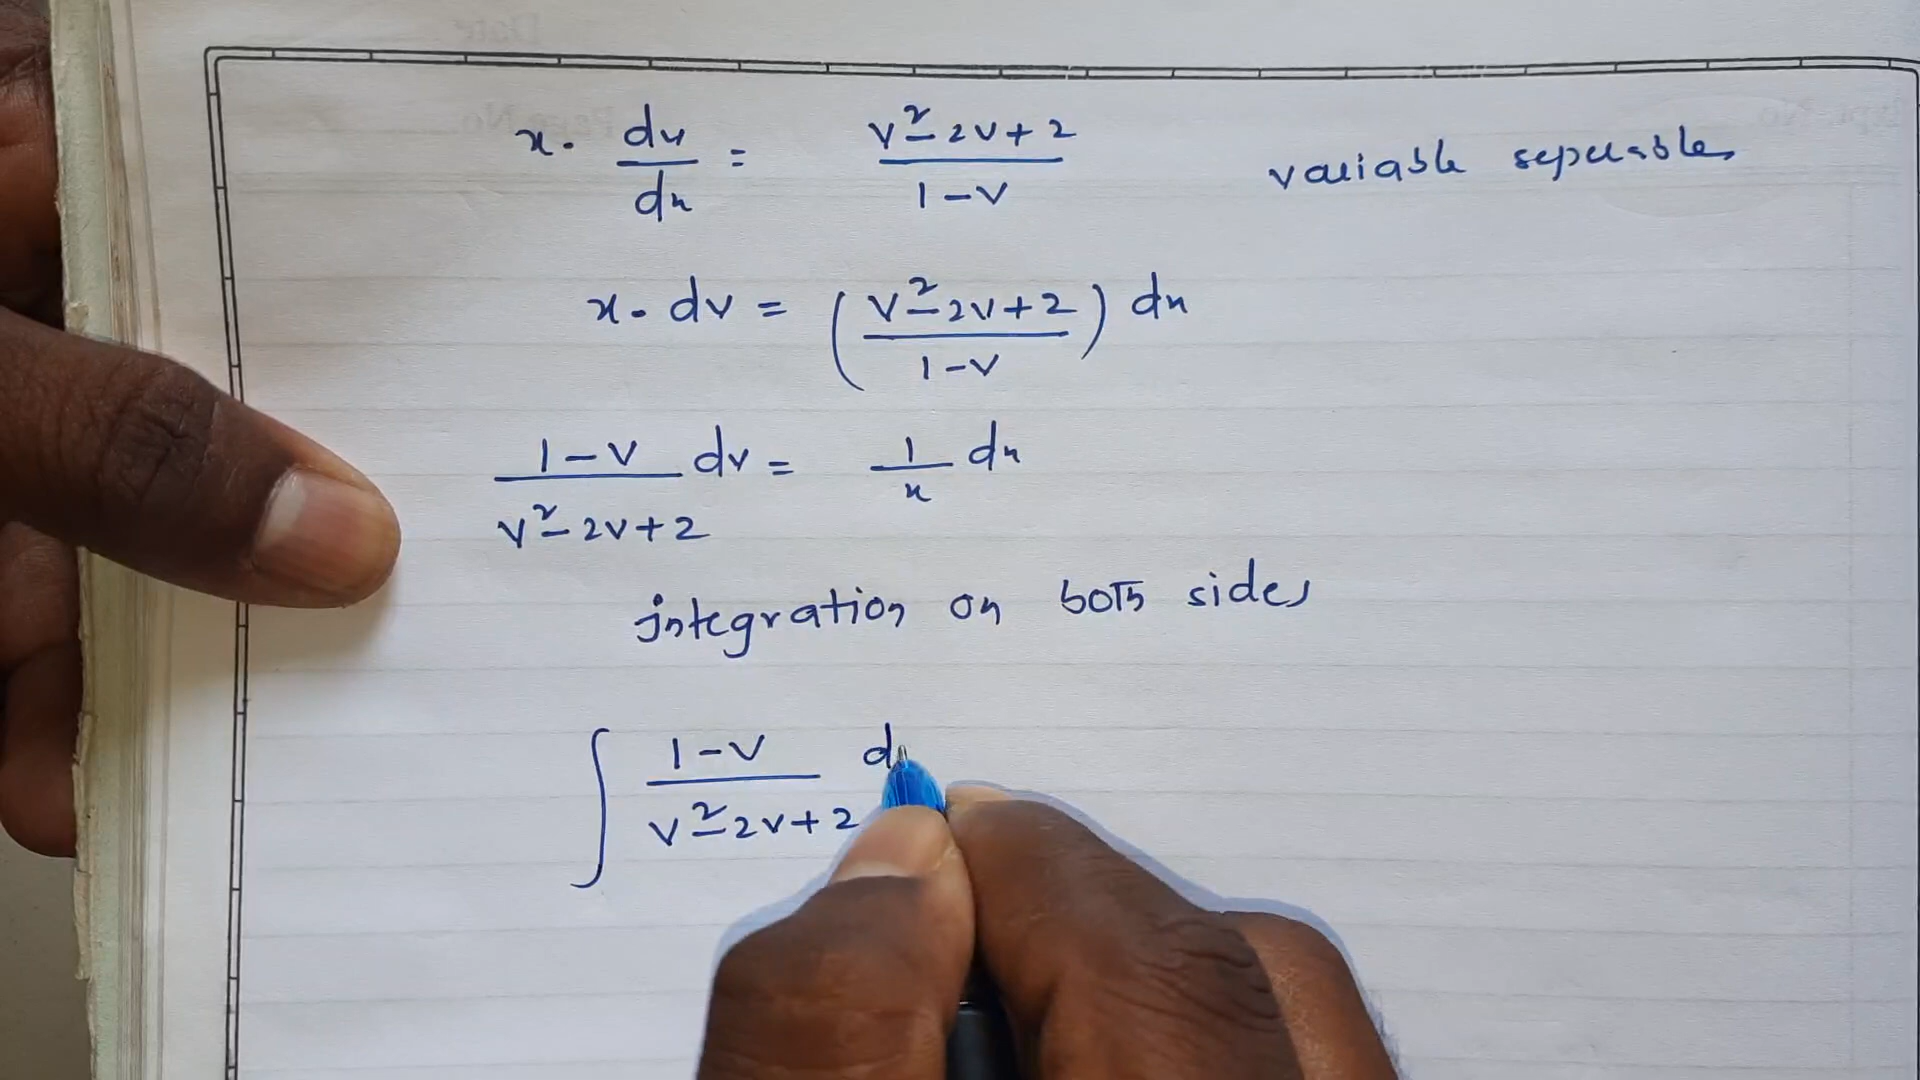 x. dv/dx = v²-2v+2/1-v variable seperable
x. dv = (v²-2v+2/1-v) dx
1-v/v²-2v+2 dv = 1/x dx
integration on both sides
∫ 1-v/v²-2v+2 d